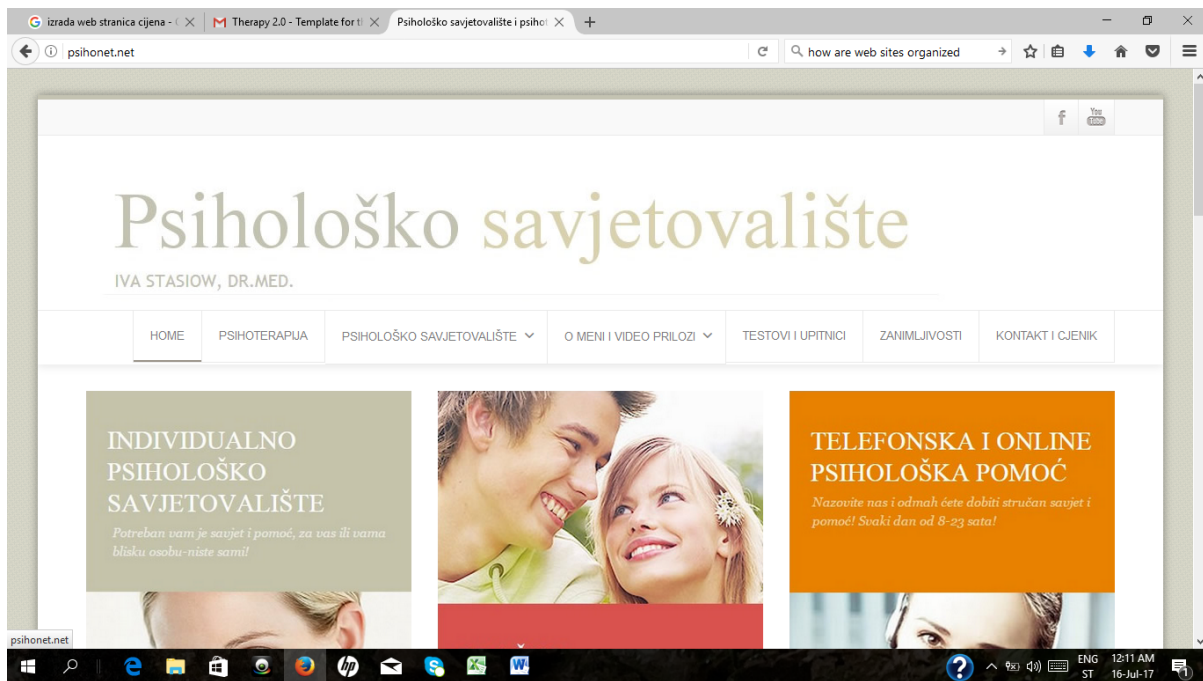 izrada web stranica cijena -
Therapy 2.0 - Template for t
Psihološko savjetovalište i psihot
psihonet.net
how are web sites organized
f
You
Tube
Psihološko savjetovalište
IVA STASIOW, DR.MED.
HOME
PSIHOTERAPIJA
PSIHOLOŠKO SAVJETOVALIŠTE
O MENI I VIDEO PRILOZI
TESTOVI I UPITNICI
ZANIMLJIVOSTI
KONTAKT I CJENIK
INDIVIDUALNO
PSIHOLOŠKO
SAVJETOVALIŠTE
Potreban vam je savjet i pomoć, za vas ili vama
blisku osobu-niste sami!
TELEFONSKA I ONLINE
PSIHOLOŠKA POMOĆ
Nazovite nas i odmah ćete dobiti stručan savjet i
pomoć! Svaki dan od 8-23 sata!
psihonet.net
ENG
ST
12:11 AM
16-Jul-17